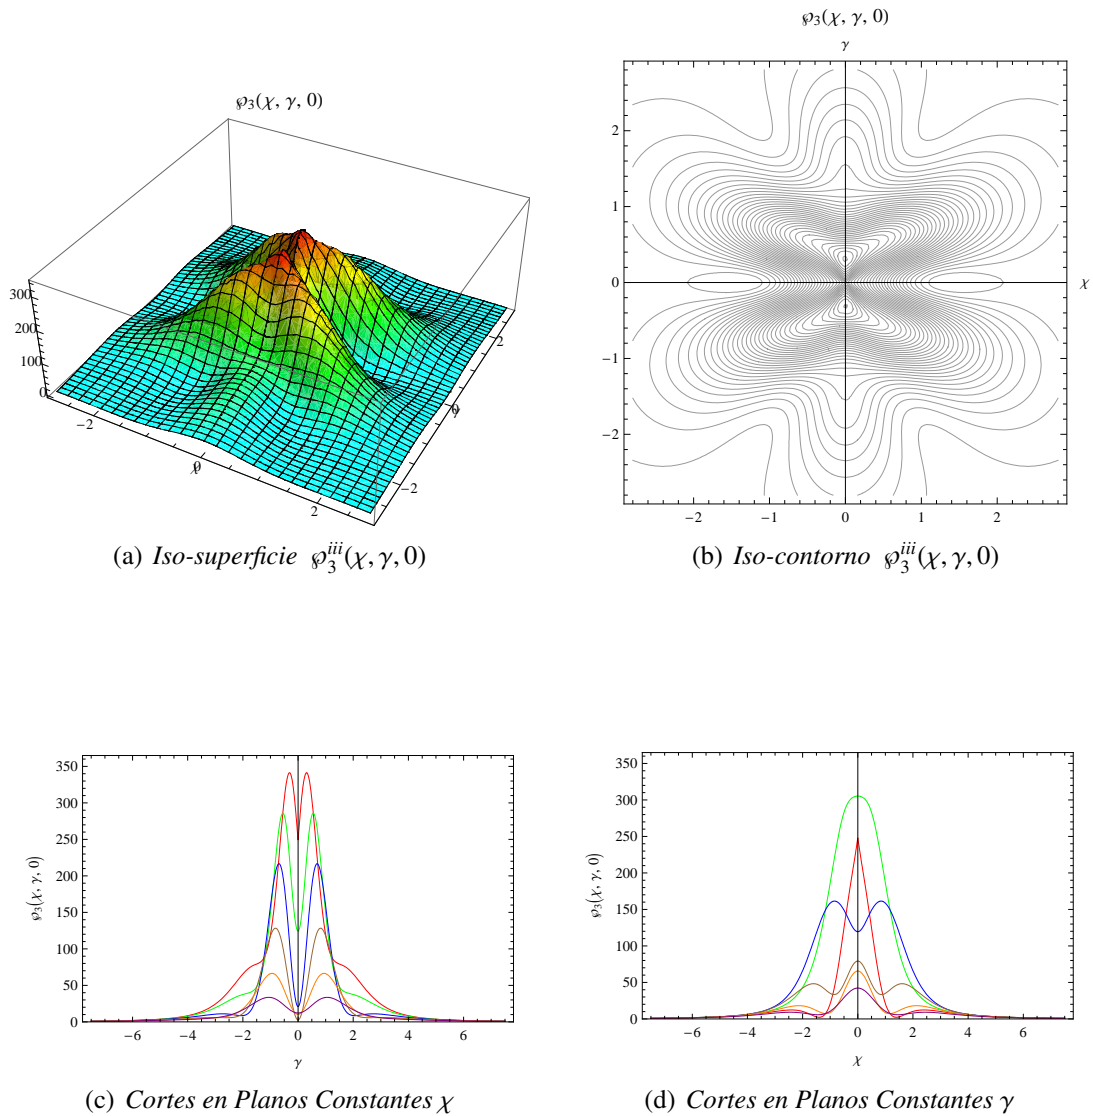 ℘3(χ, γ, 0)
0
100
200
300
−2
0
2
χ
−2
0
2
γ
(a) Iso-superficie ℘_3^{iii}(χ, γ, 0)
℘3(χ, γ, 0)
γ
2
1
0
−1
−2
χ
−2 −1 0 1 2
(b) Iso-contorno ℘_3^{iii}(χ, γ, 0)
℘3(χ, γ, 0)
350
300
250
200
150
100
50
0
−6 −4 −2 0 2 4 6
γ
(c) Cortes en Planos Constantes χ
℘3(χ, γ, 0)
350
300
250
200
150
100
50
0
−6 −4 −2 0 2 4 6
χ
(d) Cortes en Planos Constantes γ